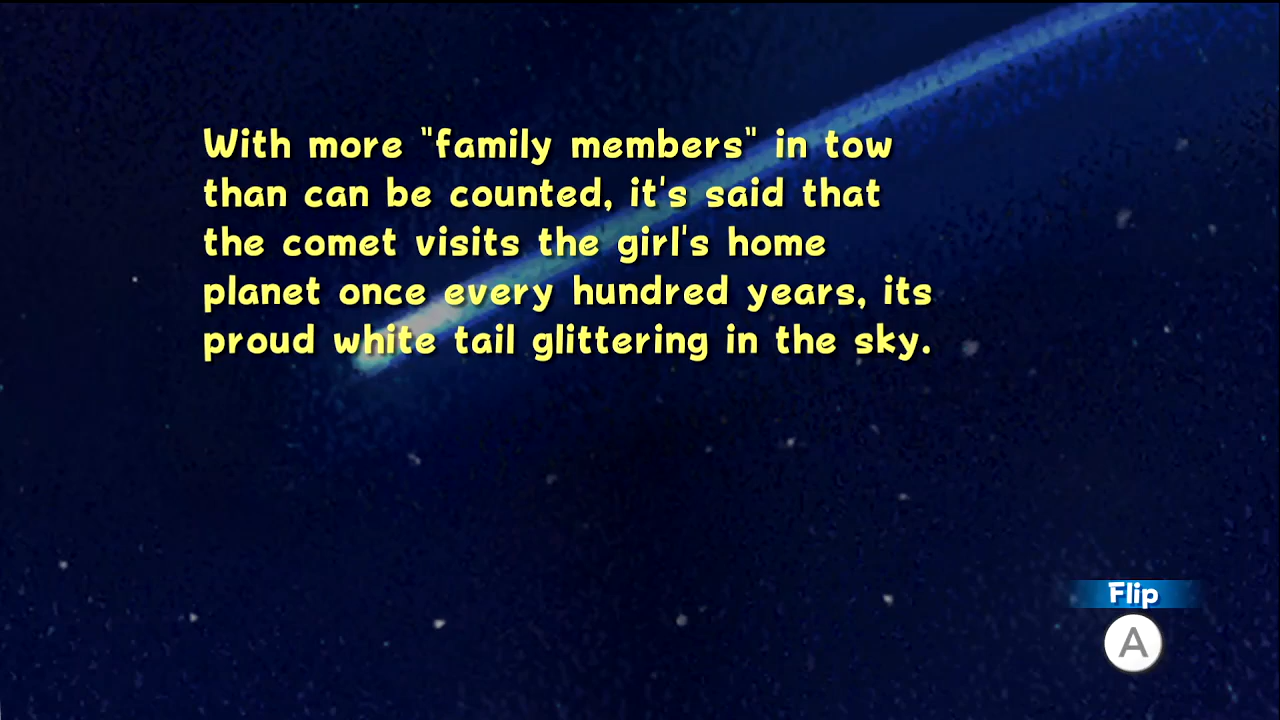 With more "family members" in tow
than can be counted, it's said that
the comet visits the girl's home
planet once every hundred years, its
proud white tail glittering in the sky.
Flip
A